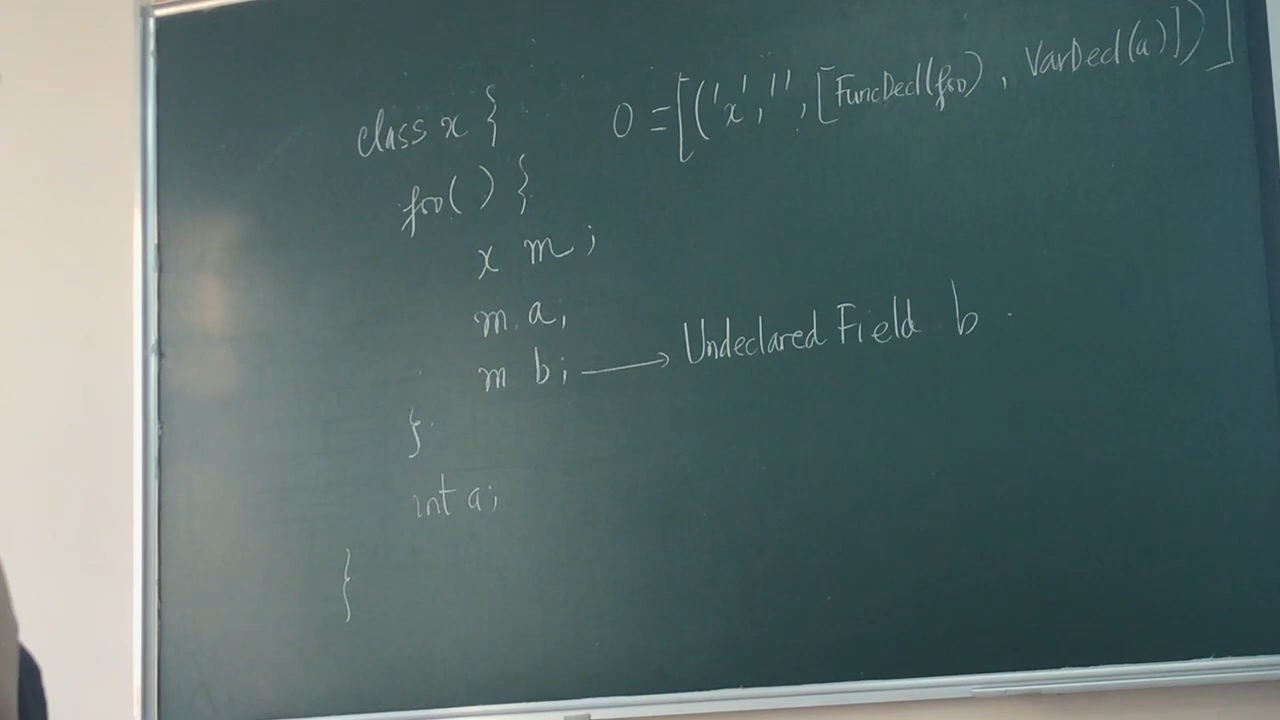 class x {
O = [('x', '', [FuncDecl(foo), VarDecl(a)])]
foo() {
x m;
m.a;
m b; → Undeclared Field b.
}
int a;
}